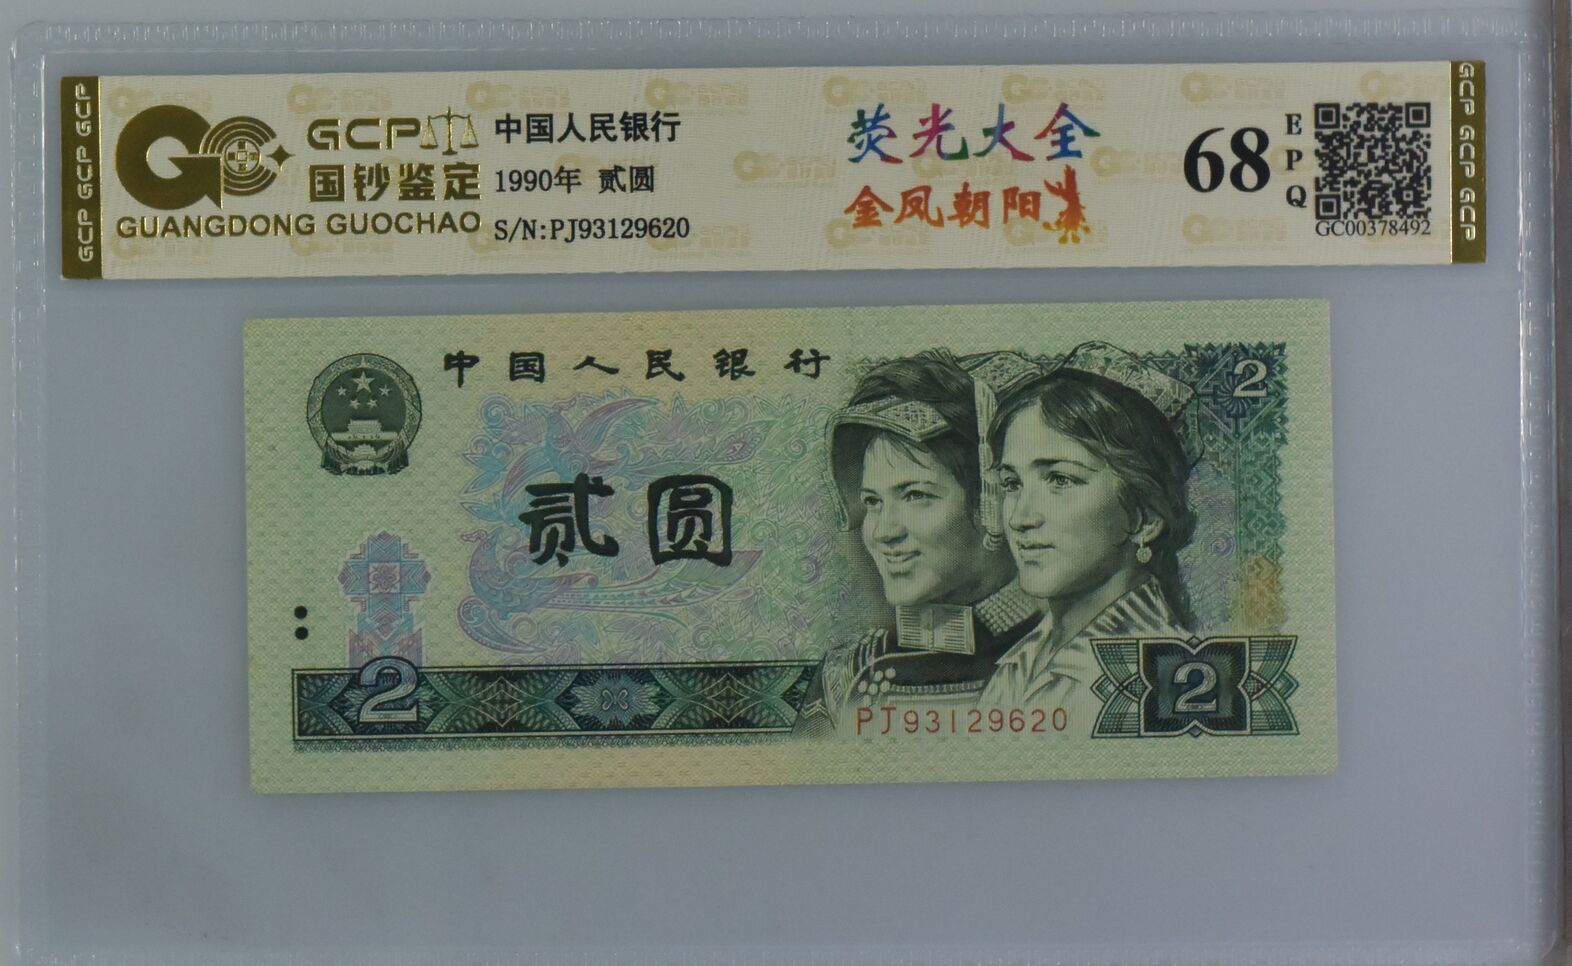 GCP GCP GCP
GCP
国钞鉴定
GUANGDONG GUOCHAO
中国人民银行
1990年 贰圆
S/N:PJ93129620
荧光大全
金凤朝阳
68
EPQ
GC00378492
GCP GCP GCP
中国人民银行
2
贰圆
2
PJ93129620
2